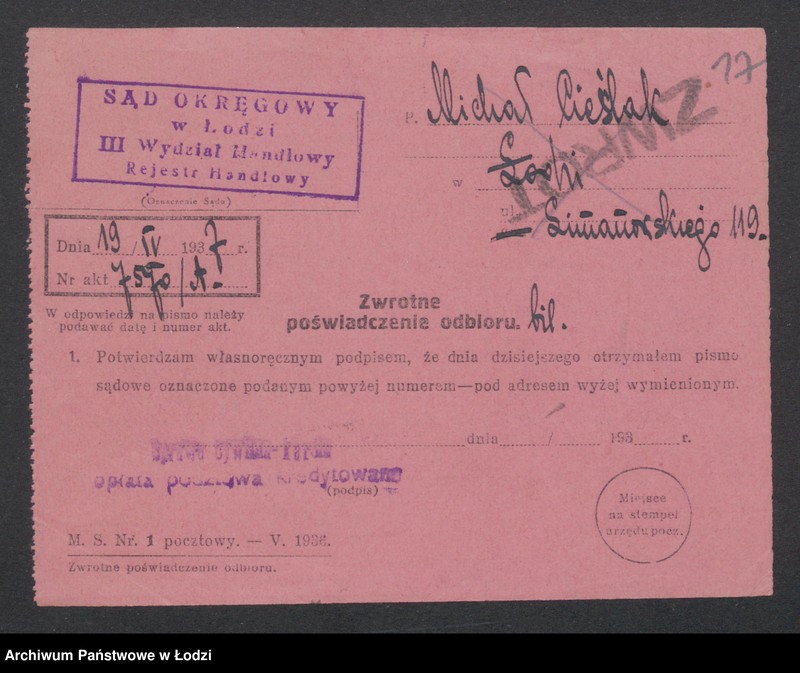 17
SĄD OKRĘGOWY
w Łodzi
III Wydział Handlowy
Rejestr Handlowy
(Oznaczenie Sądu)
P. Michał Cieślak
ZWROT
w Łodzi
ul. Limanowskiego 119.
Dnia 19 / IV 1937 r.
Nr akt 7570/A.
W odpowiedzi na pismo należy
podawać datę i numer akt.
Zwrotne
poświadczenie odbioru. bil.
1. Potwierdzam własnoręcznym podpisem, że dnia dzisiejszego otrzymałem pismo
sądowe oznaczone podanym powyżej numerem—pod adresem wyżej wymienionym.
dnia / 193 r.
opłata pocztowa kredytowana
(podpis)
Miejsce
na stempel
urzędu pocz.
M. S. Nr. 1 pocztowy. — V. 1936.
Zwrotne poświadczenie odbioru.
Archiwum Państwowe w Łodzi